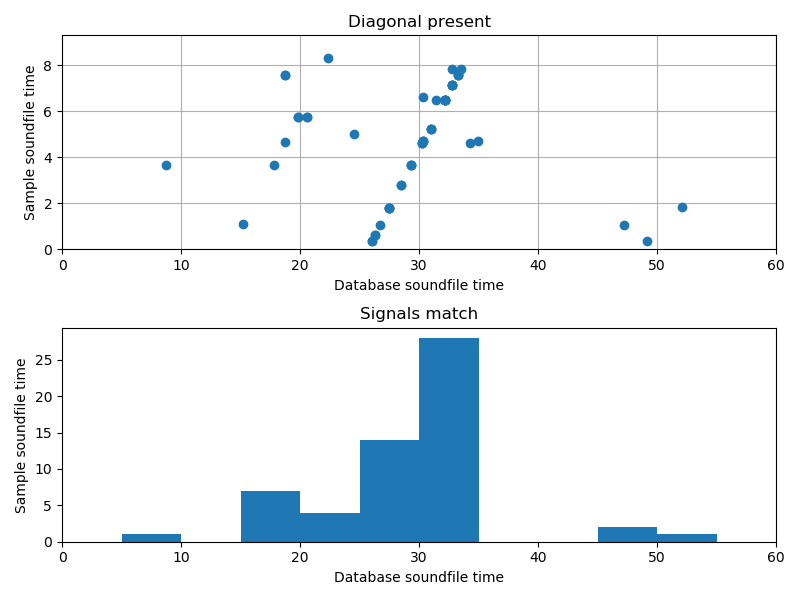 Diagonal present
Sample soundfile time
8
6
4
2
0
0 10 20 30 40 50 60
Database soundfile time
Signals match
Sample soundfile time
25
20
15
10
5
0
0 10 20 30 40 50 60
Database soundfile time